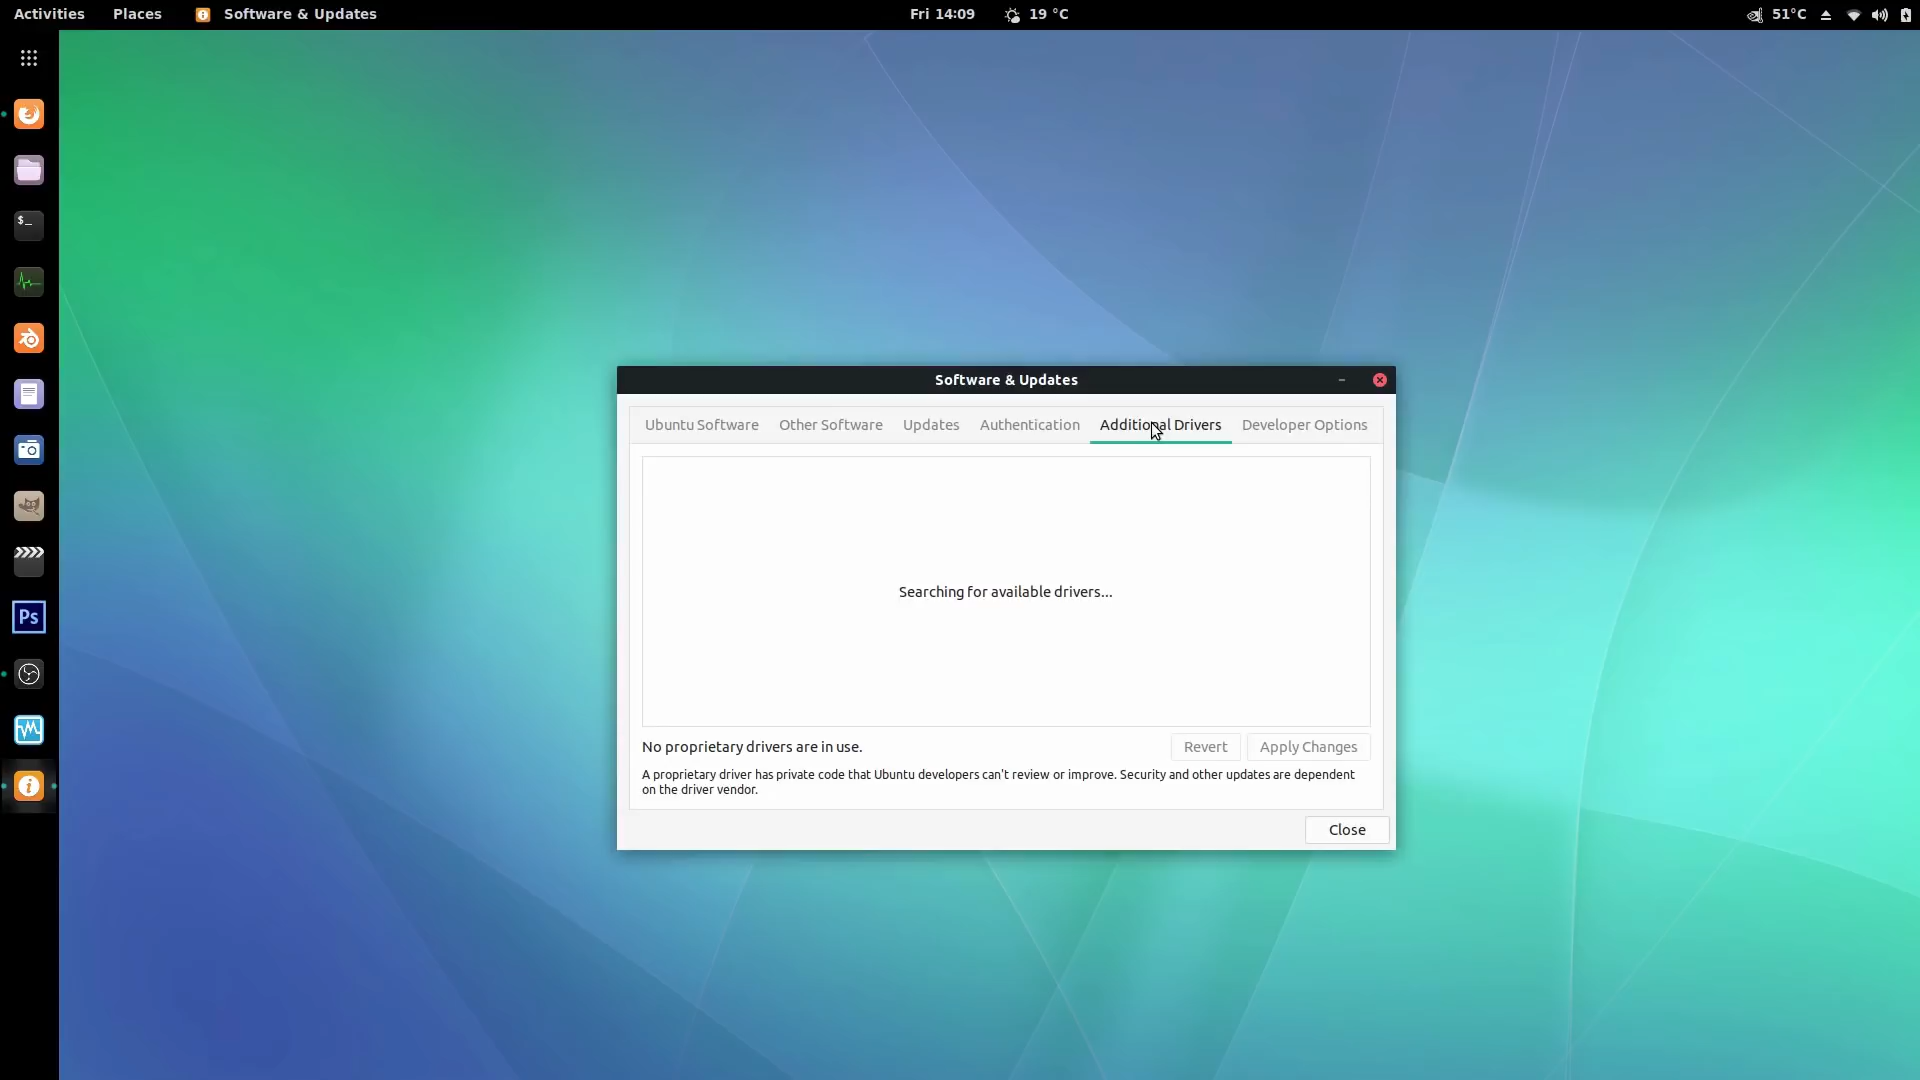 Activities Places Software & Updates Fri 14:09 19 °C 51°C
$_
Ps
Software & Updates
Ubuntu Software Other Software Updates Authentication Additional Drivers Developer Options
Searching for available drivers...
No proprietary drivers are in use. Revert Apply Changes
A proprietary driver has private code that Ubuntu developers can't review or improve. Security and other updates are dependent
on the driver vendor.
Close